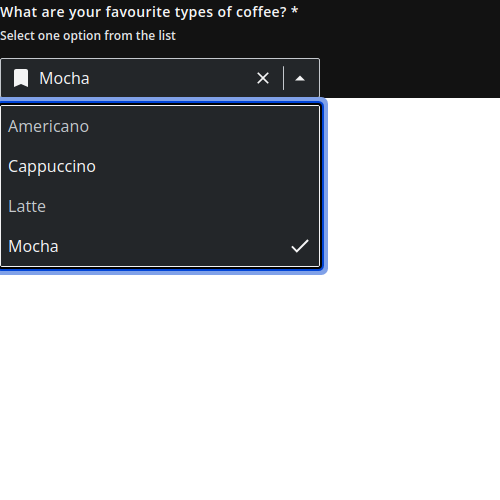 What are your favourite types of coffee? *
Select one option from the list
Mocha
Americano
Cappuccino
Latte
Mocha